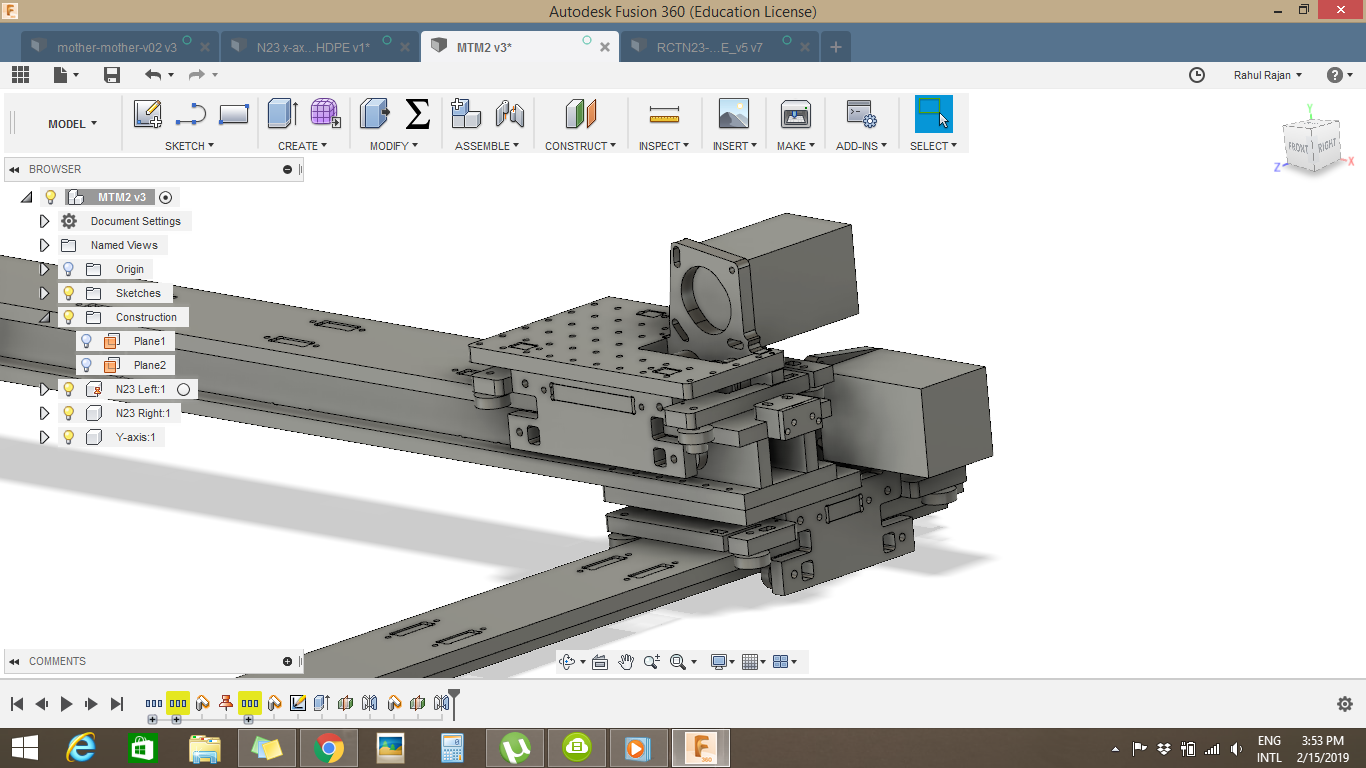 Autodesk Fusion 360 (Education License)
mother-mother-v02 v3
N23 x-ax...HDPE v1*
MTM2 v3*
RCTN23-...E_v5 v7
Rahul Rajan
MODEL
SKETCH
CREATE
MODIFY
ASSEMBLE
CONSTRUCT
INSPECT
INSERT
MAKE
ADD-INS
SELECT
Y
FRONT
RIGHT
Z
X
BROWSER
MTM2 v3
Document Settings
Named Views
Origin
Sketches
Construction
Plane1
Plane2
N23 Left:1
N23 Right:1
Y-axis:1
COMMENTS
ENG
INTL
3:53 PM
2/15/2019
360